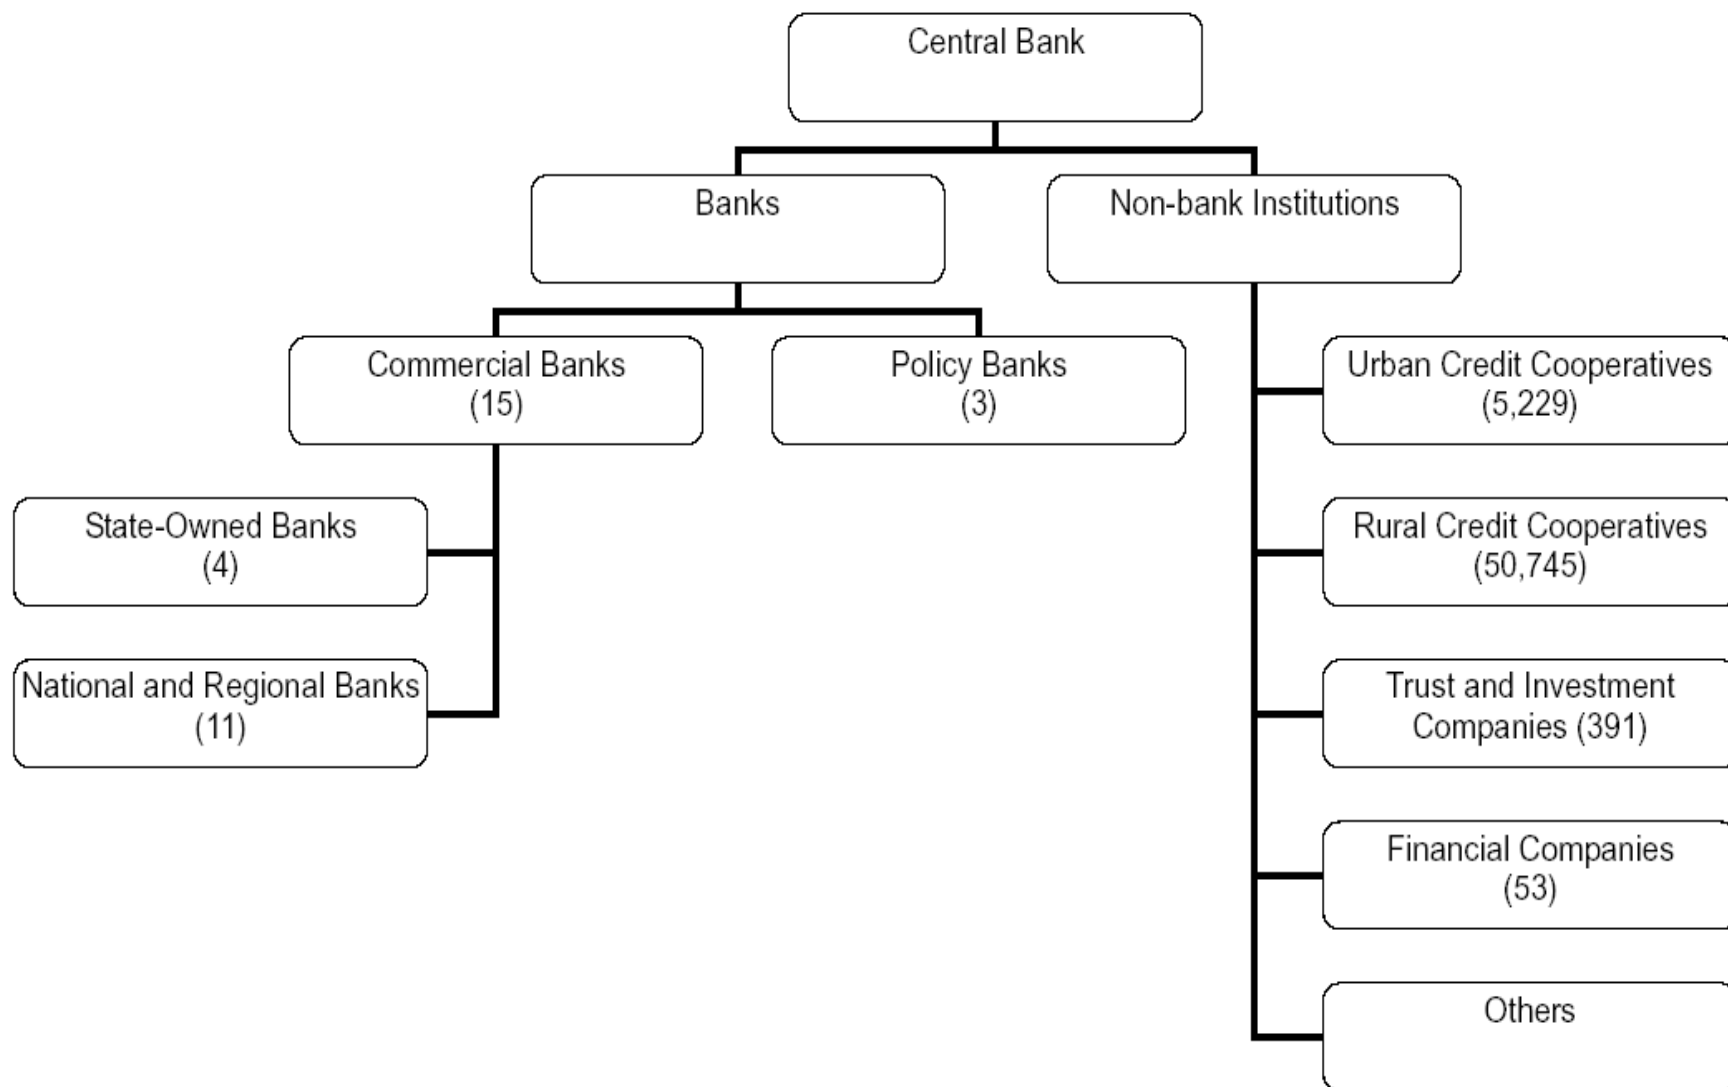 Central Bank
Banks
Non-bank Institutions
Commercial Banks
(15)
Policy Banks
(3)
Urban Credit Cooperatives
(5,229)
State-Owned Banks
(4)
Rural Credit Cooperatives
(50,745)
National and Regional Banks
(11)
Trust and Investment
Companies (391)
Financial Companies
(53)
Others